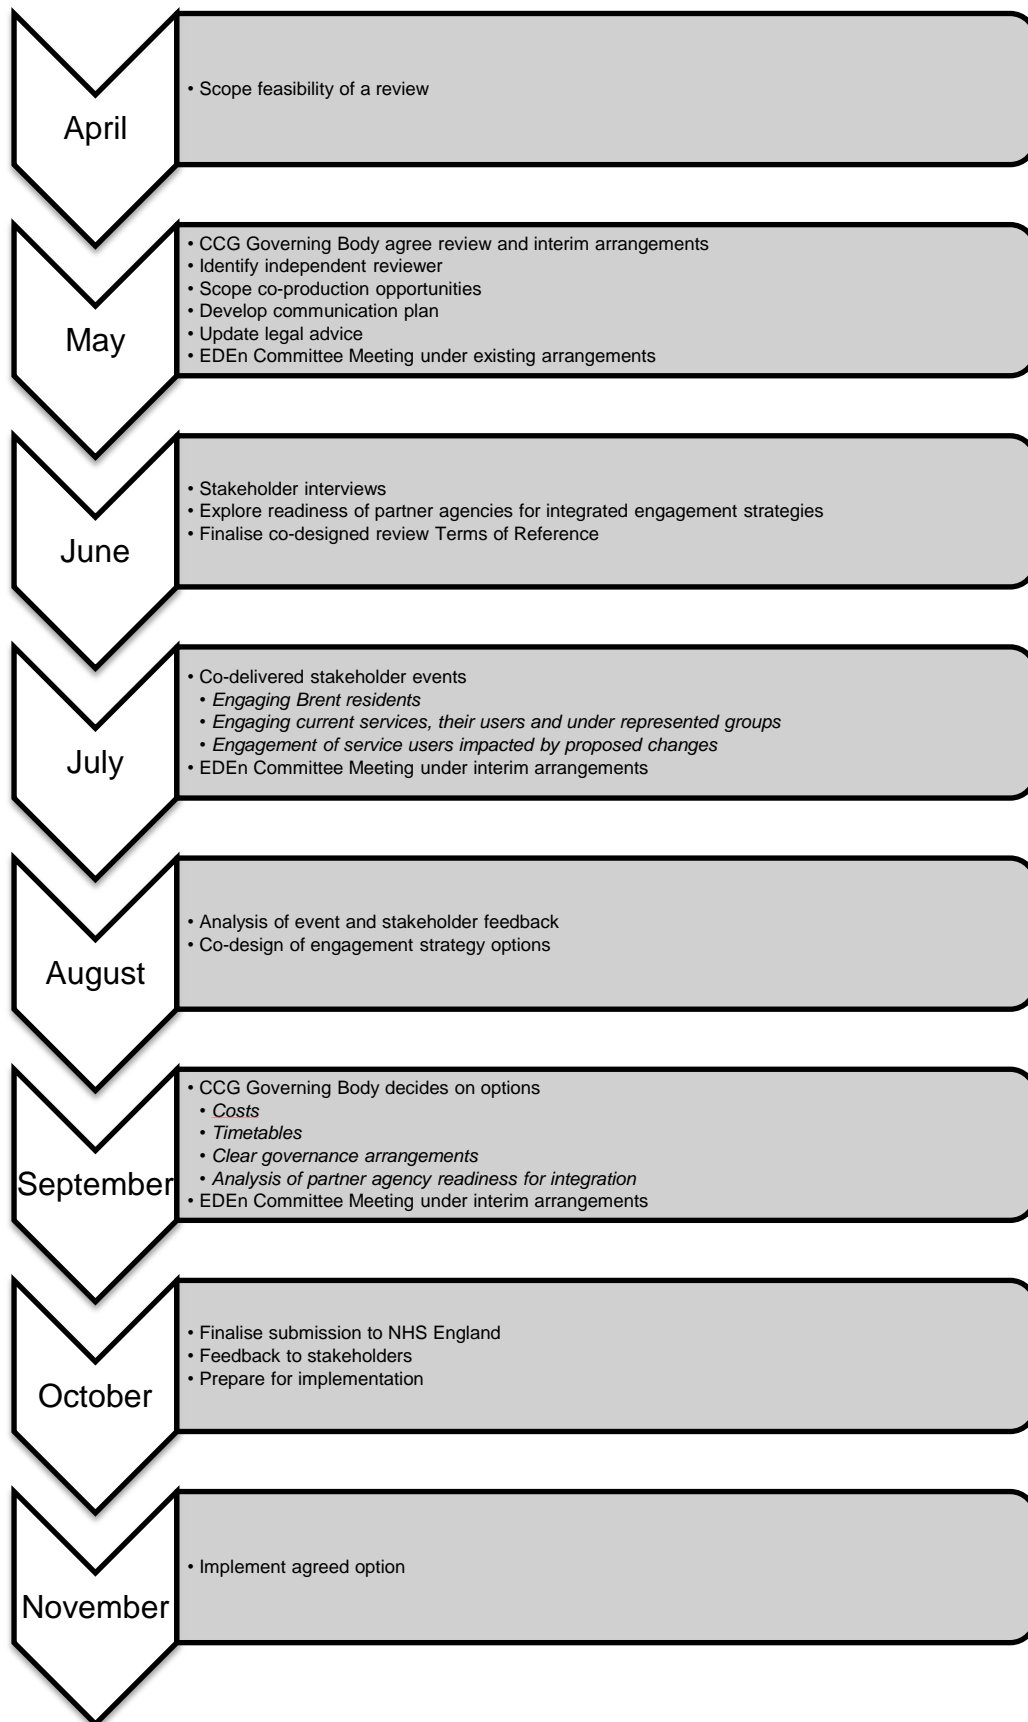 April
• Scope feasibility of a review
May
• CCG Governing Body agree review and interim arrangements
• Identify independent reviewer
• Scope co-production opportunities
• Develop communication plan
• Update legal advice
• EDEn Committee Meeting under existing arrangements
June
• Stakeholder interviews
• Explore readiness of partner agencies for integrated engagement strategies
• Finalise co-designed review Terms of Reference
July
• Co-delivered stakeholder events
• Engaging Brent residents
• Engaging current services, their users and under represented groups
• Engagement of service users impacted by proposed changes
• EDEn Committee Meeting under interim arrangements
August
• Analysis of event and stakeholder feedback
• Co-design of engagement strategy options
September
• CCG Governing Body decides on options
• Costs
• Timetables
• Clear governance arrangements
• Analysis of partner agency readiness for integration
• EDEn Committee Meeting under interim arrangements
October
• Finalise submission to NHS England
• Feedback to stakeholders
• Prepare for implementation
November
• Implement agreed option